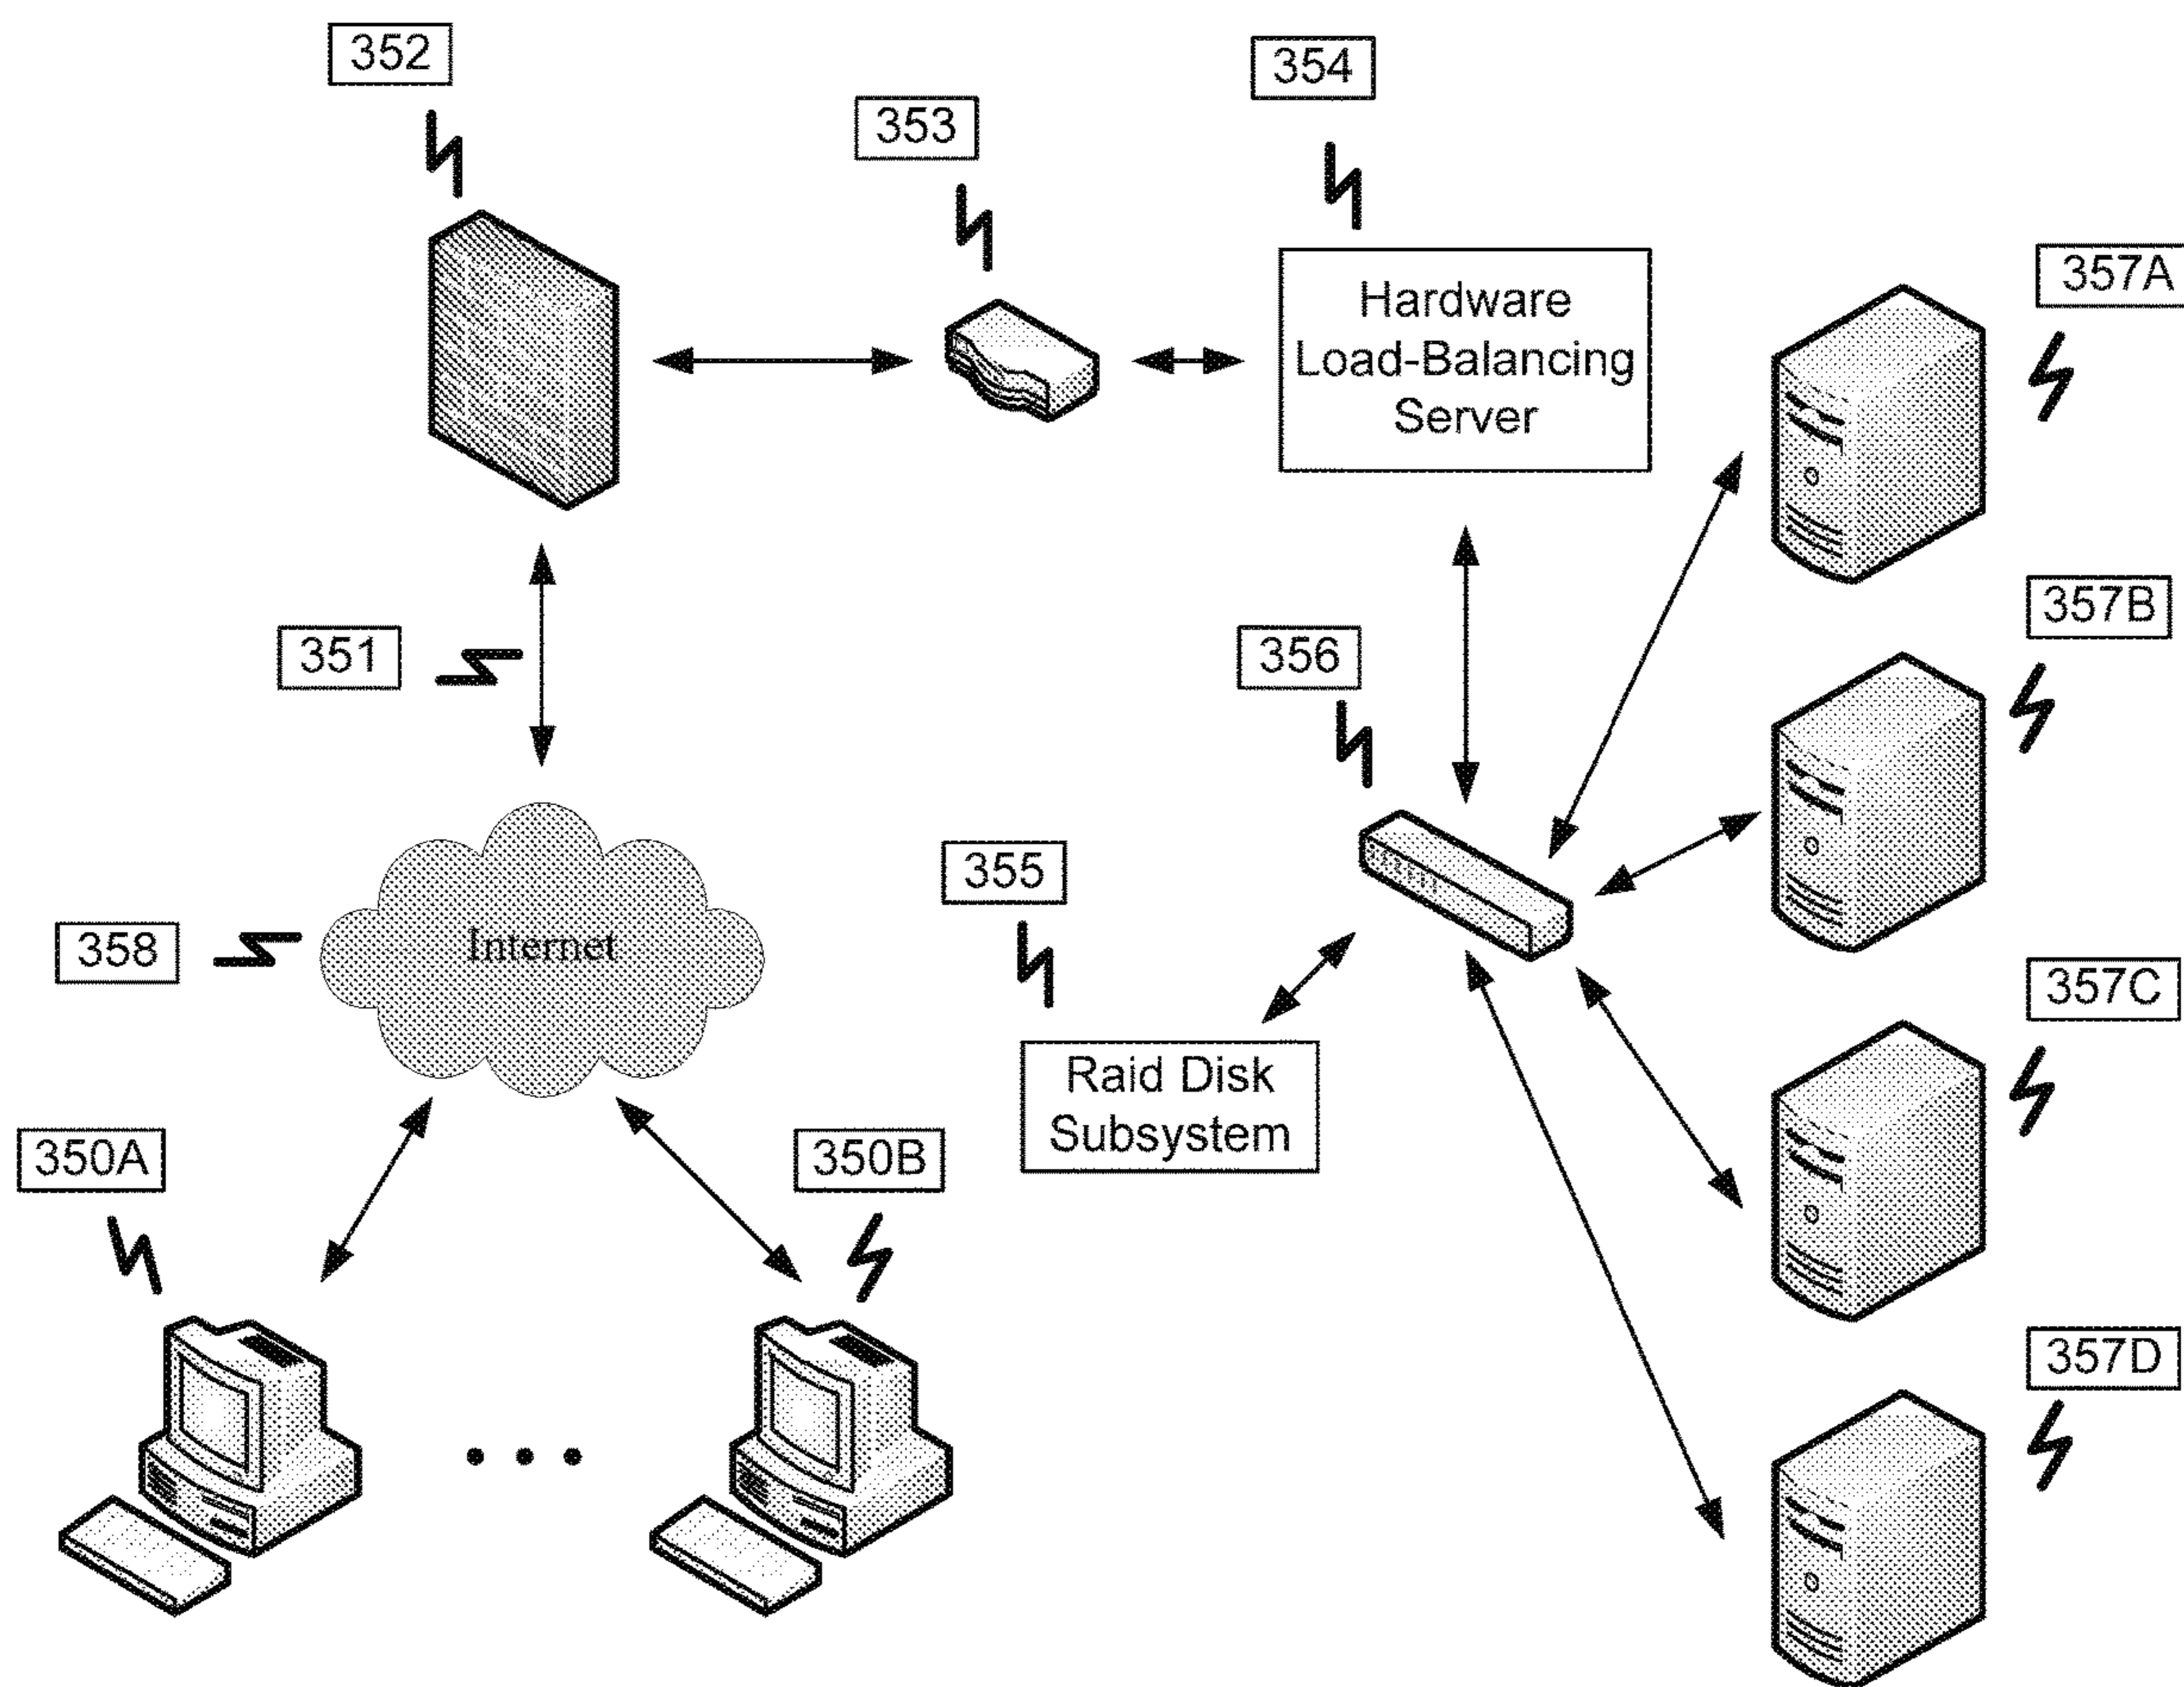 352
353
354
Hardware
Load-Balancing
Server
357A
351
356
357B
358
Internet
355
357C
Raid Disk
Subsystem
350A
350B
357D